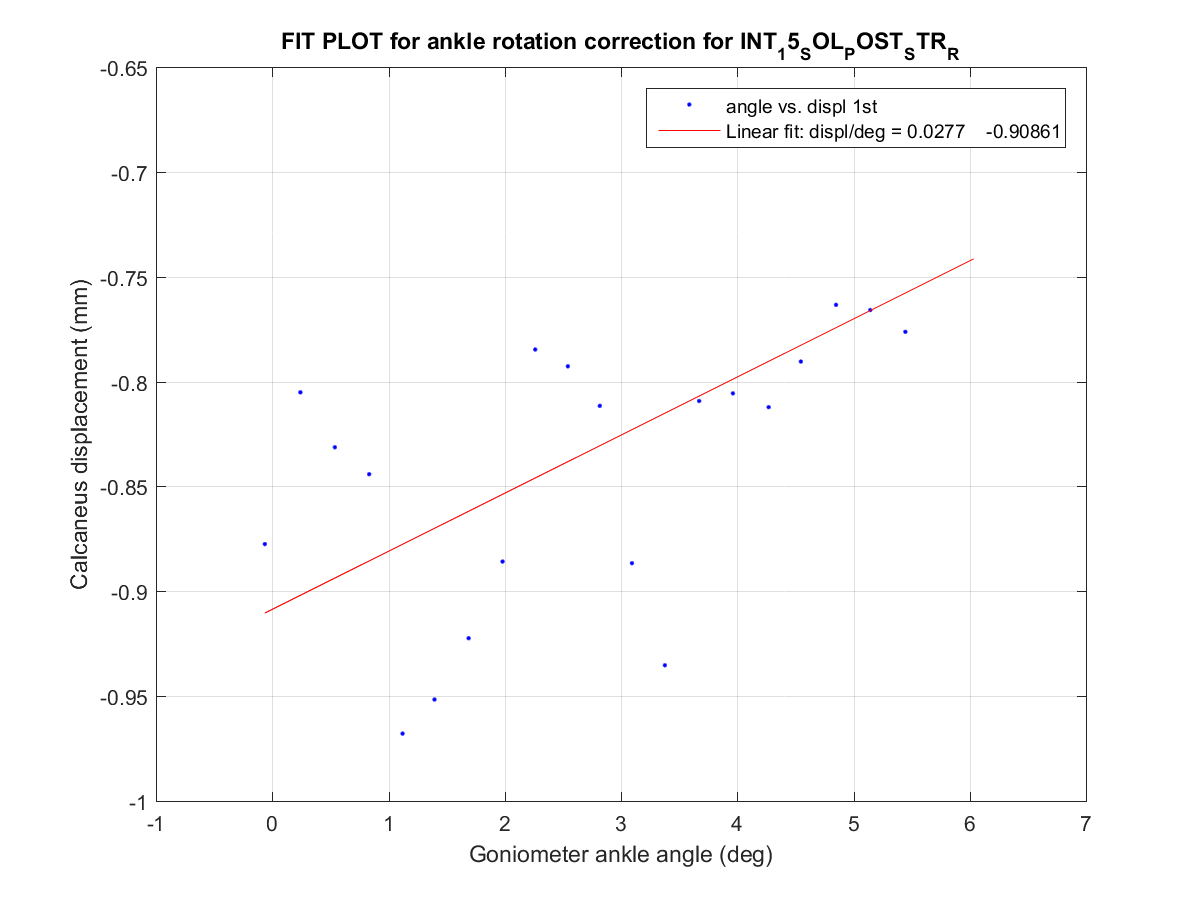 FIT PLOT for ankle rotation correction for INT₁5ₛOLₚOSTₛTRᵣ
-0.65
angle vs. displ 1st
Linear fit: displ/deg = 0.0277 -0.90861
-0.7
-0.75
-0.8
-0.85
-0.9
-0.95
-1
Calcaneus displacement (mm)
-1 0 1 2 3 4 5 6 7
Goniometer ankle angle (deg)